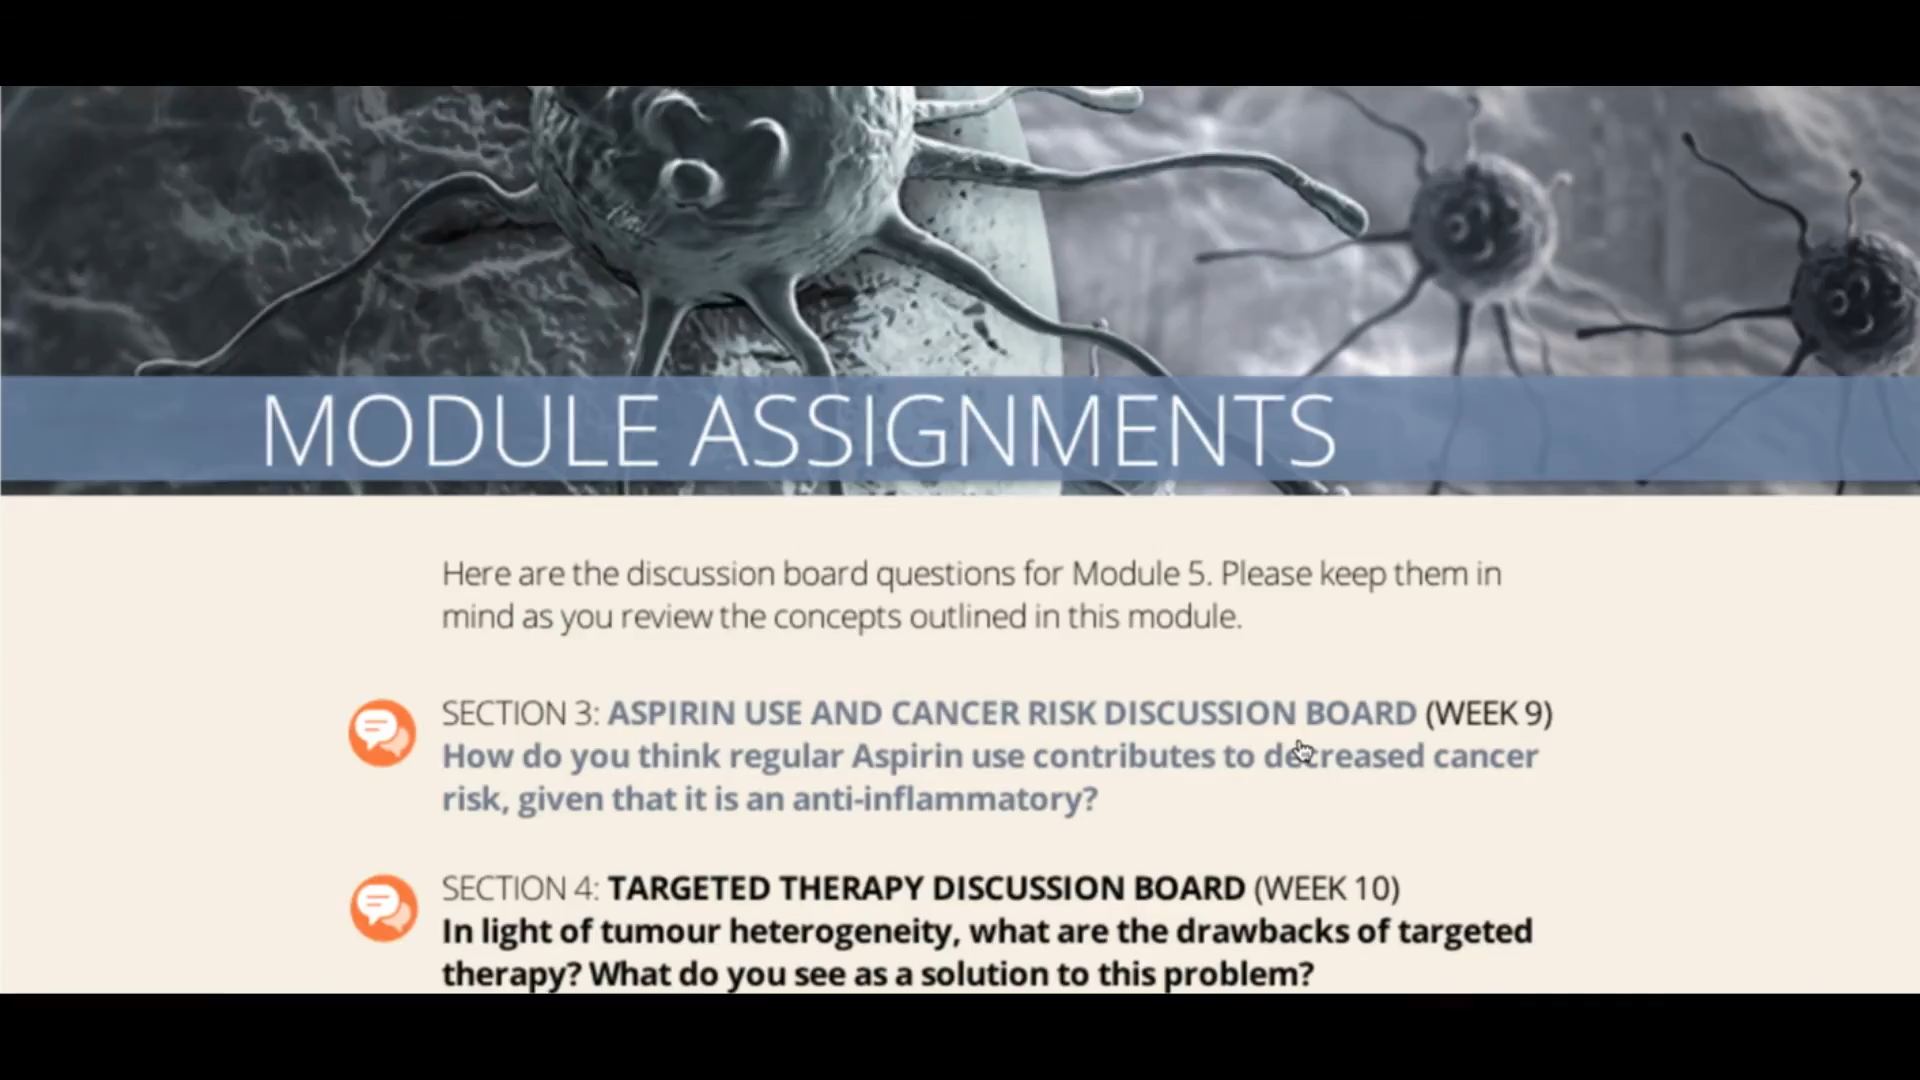 MODULE ASSIGNMENTS
Here are the discussion board questions for Module 5. Please keep them in
mind as you review the concepts outlined in this module.
SECTION 3: ASPIRIN USE AND CANCER RISK DISCUSSION BOARD (WEEK 9)
How do you think regular Aspirin use contributes to decreased cancer
risk, given that it is an anti-inflammatory?
SECTION 4: TARGETED THERAPY DISCUSSION BOARD (WEEK 10)
In light of tumour heterogeneity, what are the drawbacks of targeted
therapy? What do you see as a solution to this problem?